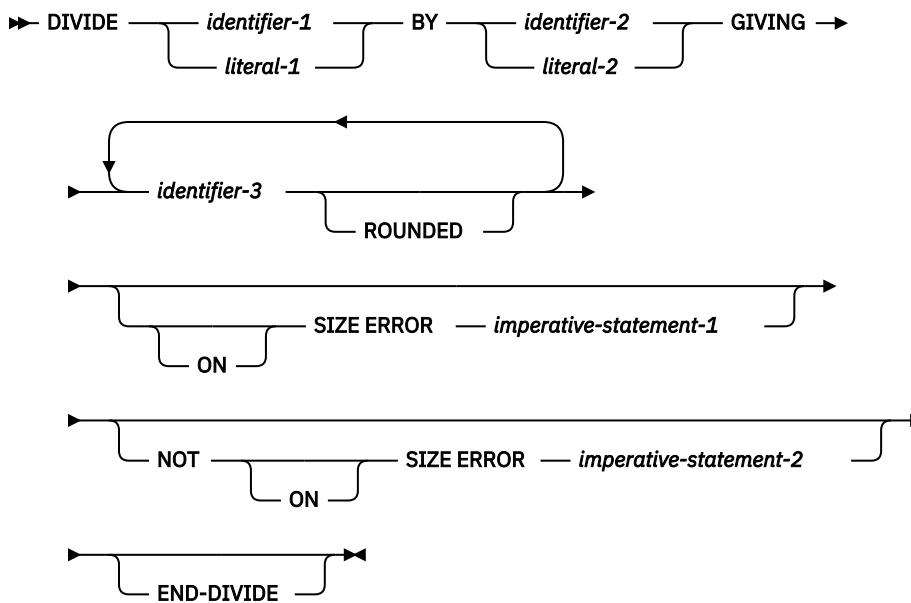 DIVIDE identifier-1 BY identifier-2 GIVING
literal-1 literal-2
identifier-3
ROUNDED
SIZE ERROR imperative-statement-1
ON
NOT SIZE ERROR imperative-statement-2
ON
END-DIVIDE